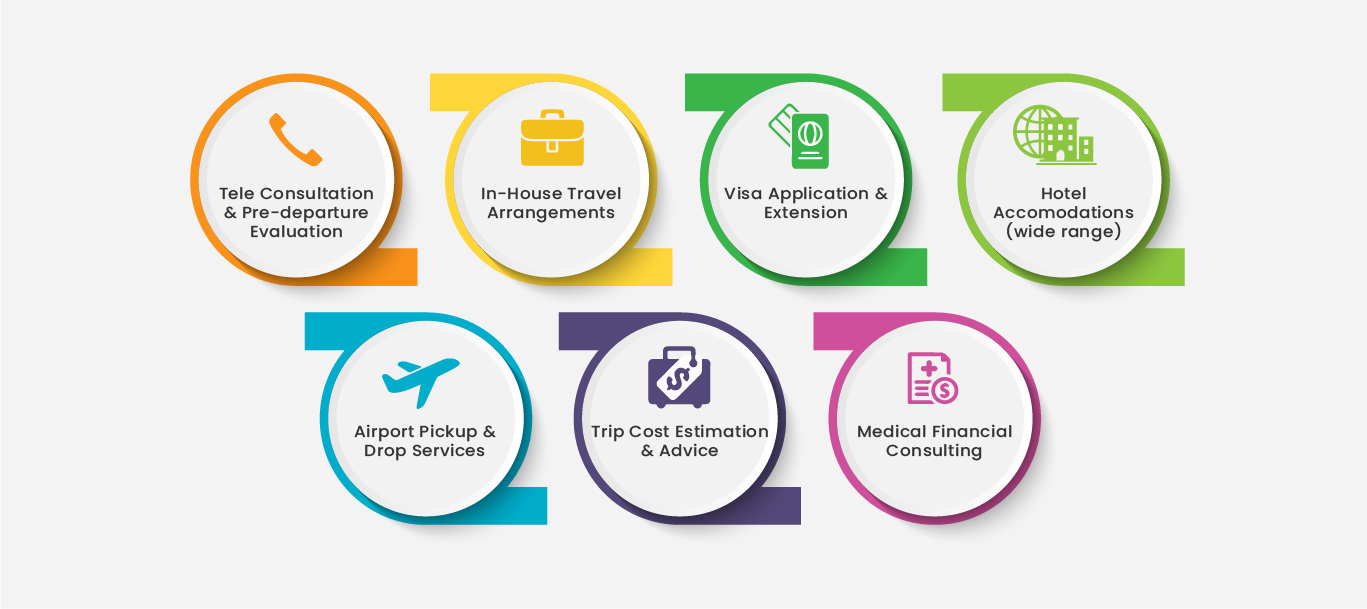 Tele Consultation
& Pre-departure
Evaluation
In-House Travel
Arrangements
Visa Application &
Extension
Hotel
Accomodations
(wide range)
Airport Pickup &
Drop Services
Trip Cost Estimation
& Advice
$
Medical Financial
Consulting
$